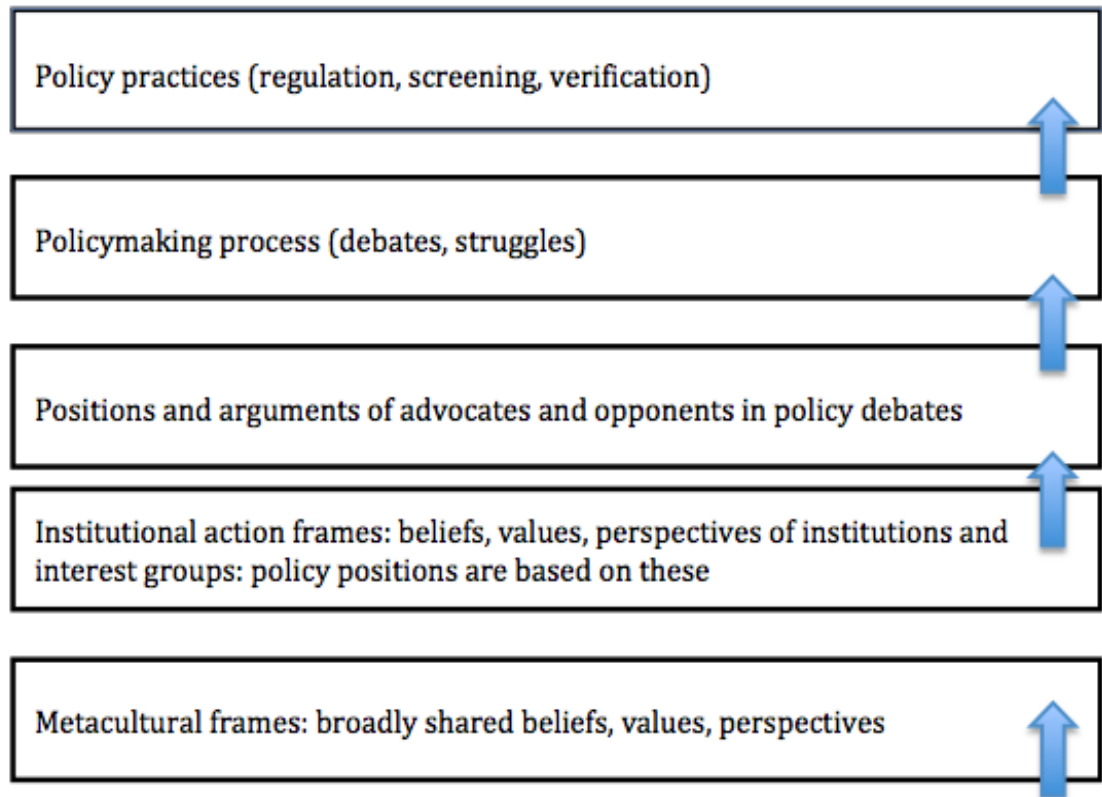 Policy practices (regulation, screening, verification)
Policymaking process (debates, struggles)
Positions and arguments of advocates and opponents in policy debates
Institutional action frames: beliefs, values, perspectives of institutions and
interest groups: policy positions are based on these
Metacultural frames: broadly shared beliefs, values, perspectives